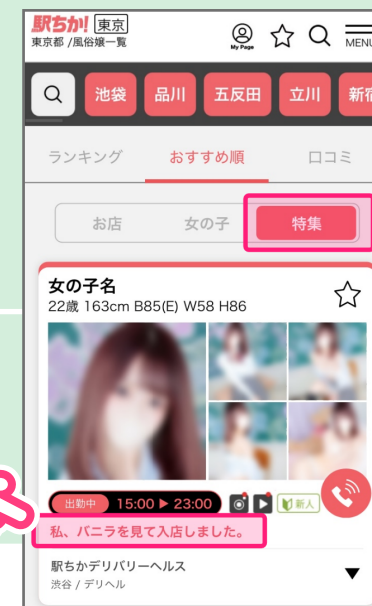 駅ちか! 東京
東京都 /風俗嬢一覧
My Page
MENU
池袋 品川 五反田 立川 新宿
ランキング おすすめ順 口コミ
お店 女の子 特集
女の子名
22歳 163cm B85(E) W58 H86
出勤中 15:00 ▶ 23:00 新人
私、バニラを見て入店しました。
駅ちかデリバリーヘルス
渋谷 / デリヘル